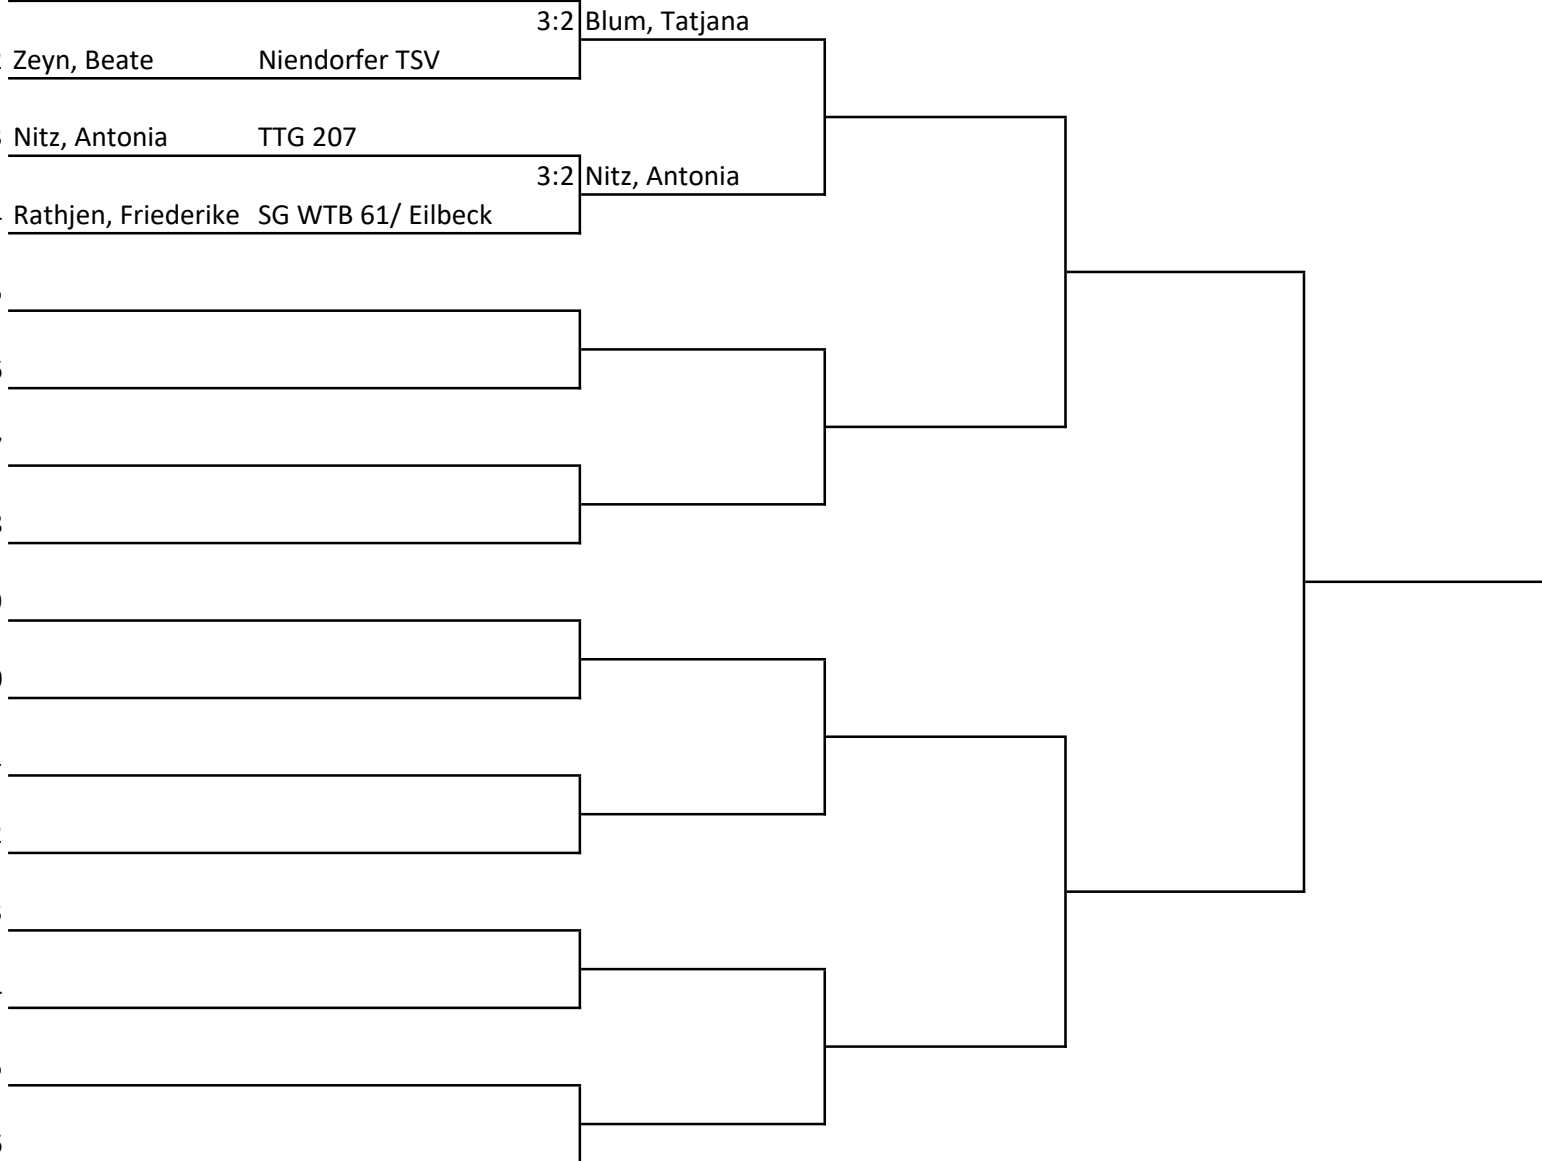 3:2 Blum, Tatjana
Zeyn, Beate Niendorfer TSV
Nitz, Antonia TTG 207
3:2 Nitz, Antonia
Rathjen, Friederike SG WTB 61/ Eilbeck